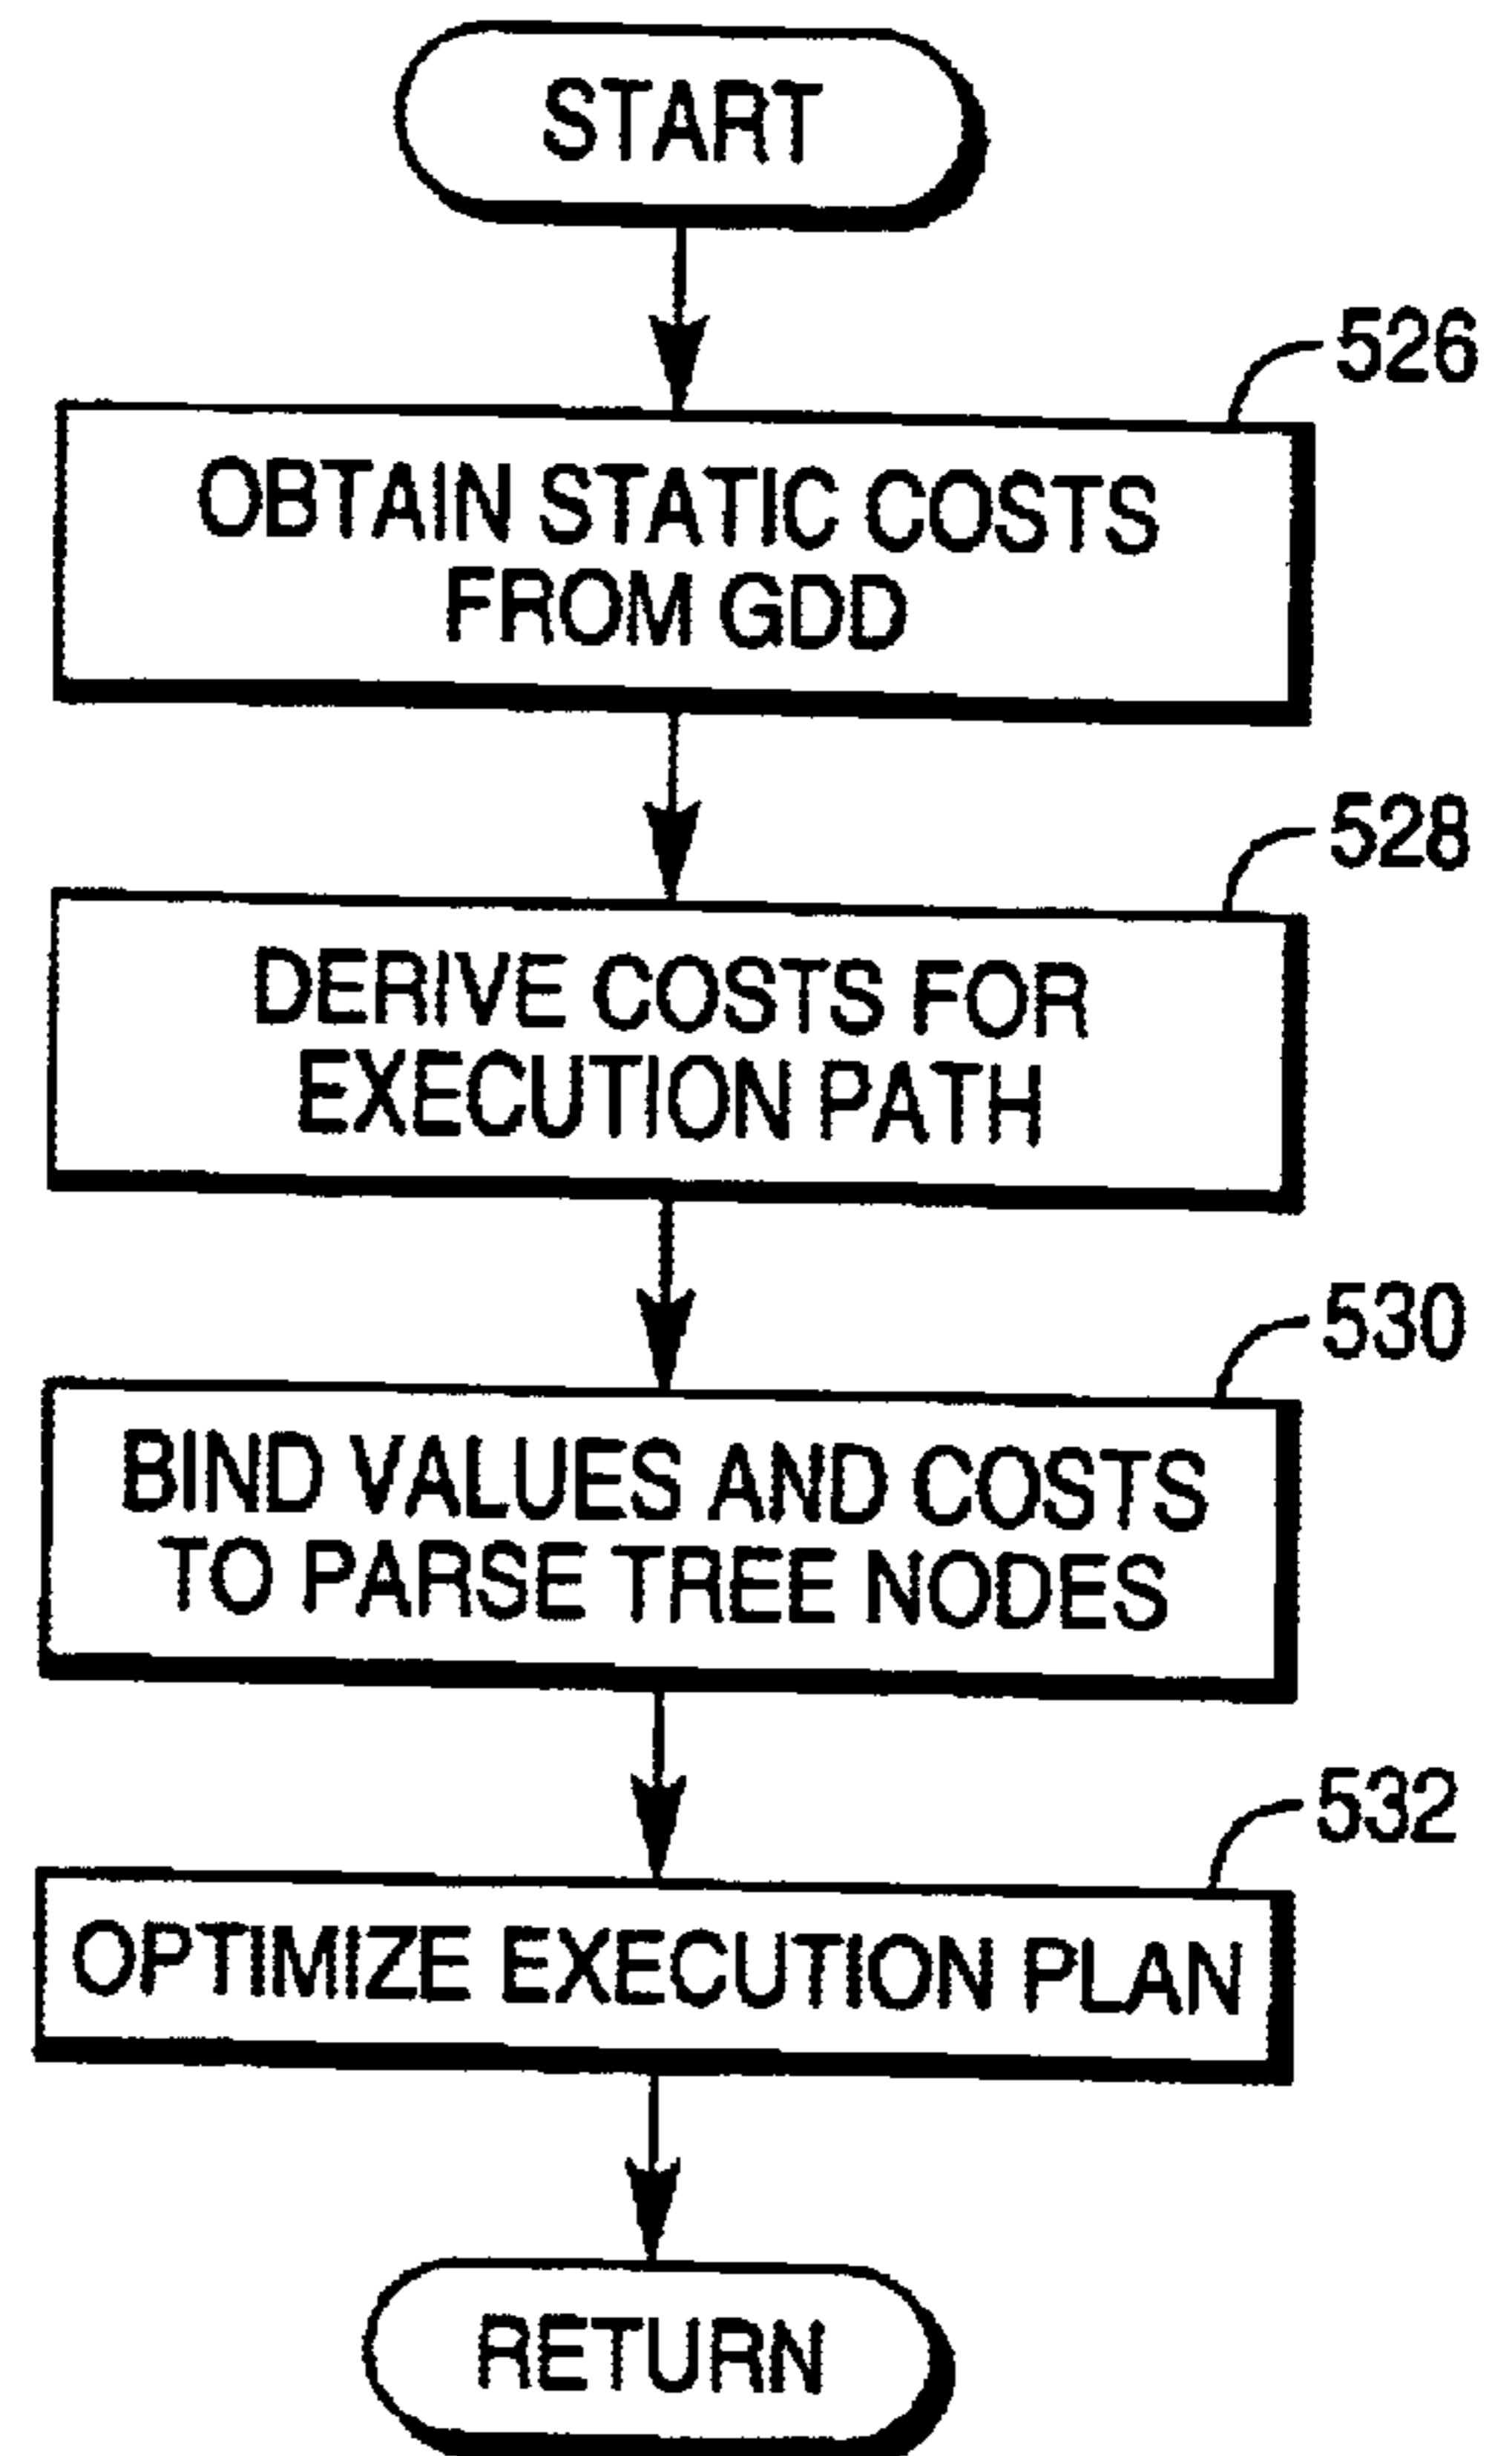 START
526
OBTAIN STATIC COSTS
FROM GDD
528
DERIVE COSTS FOR
EXECUTION PATH
530
BIND VALUES AND COSTS
TO PARSE TREE NODES
532
OPTIMIZE EXECUTION PLAN
RETURN